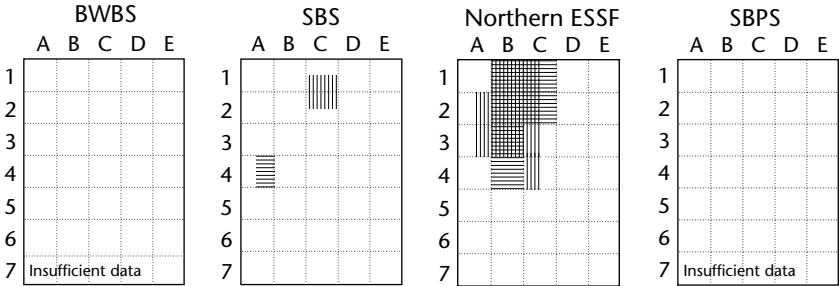 BWBS SBS Northern ESSF SBPS
A B C D E A B C D E A B C D E A B C D E
1 1 1 1
2 2 2 2
3 3 3 3
4 4 4 4
5 5 5 5
6 6 6 6
7 Insufficient data 7 7 7 Insufficient data